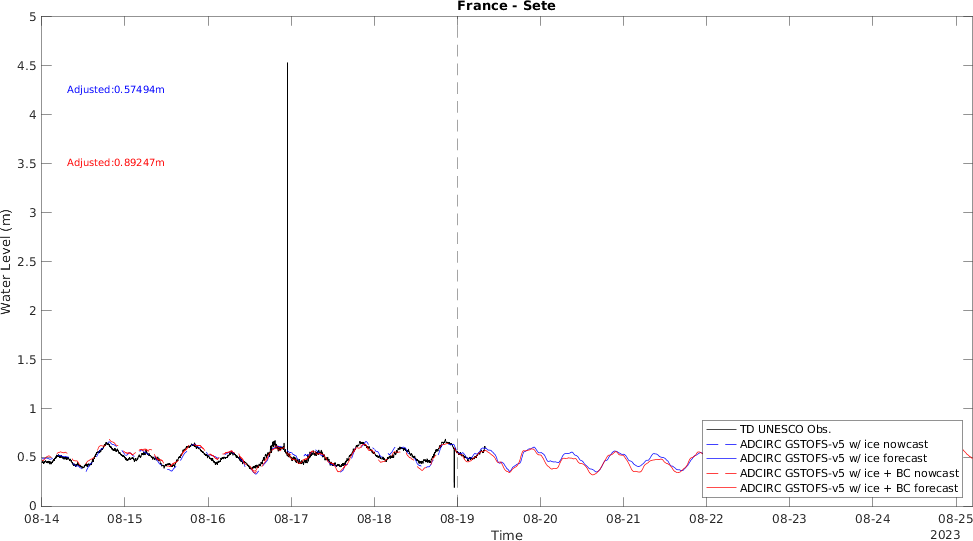 France - Sete
5
4.5
4
3.5
3
2.5
2
1.5
1
0.5
0
Water Level (m)
Adjusted:0.57494m
Adjusted:0.89247m
TD UNESCO Obs.
ADCIRC GSTOFS-v5 w/ ice nowcast
ADCIRC GSTOFS-v5 w/ ice forecast
ADCIRC GSTOFS-v5 w/ ice + BC nowcast
ADCIRC GSTOFS-v5 w/ ice + BC forecast
08-14 08-15 08-16 08-17 08-18 08-19 08-20 08-21 08-22 08-23 08-24 08-25
Time
2023